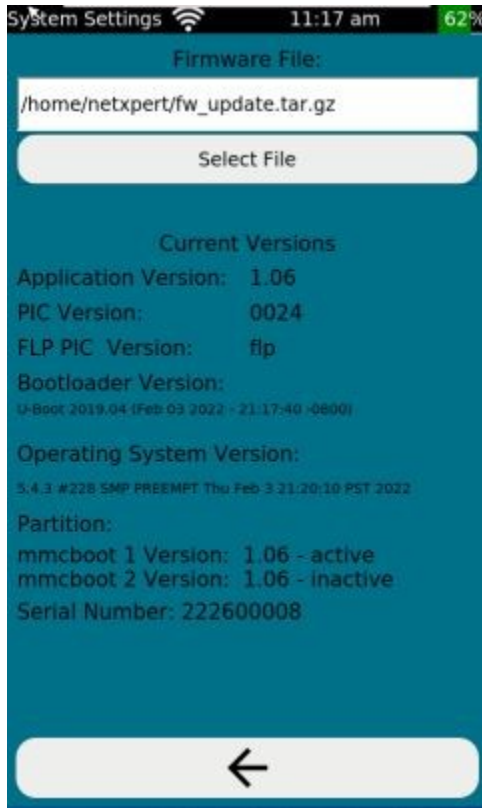 System Settings 11:17 am 62%
Firmware File:
/home/netxpert/fw_update.tar.gz
Select File
Current Versions
Application Version: 1.06
PIC Version: 0024
FLP PIC Version: flp
Bootloader Version:
U-Boot 2019.04 (Feb 03 2022 - 21:17:40 -0800)
Operating System Version:
5.4.3 #228 SMP PREEMPT Thu Feb 3 21:20:10 PST 2022
Partition:
mmcboot 1 Version: 1.06 - active
mmcboot 2 Version: 1.06 - inactive
Serial Number: 222600008